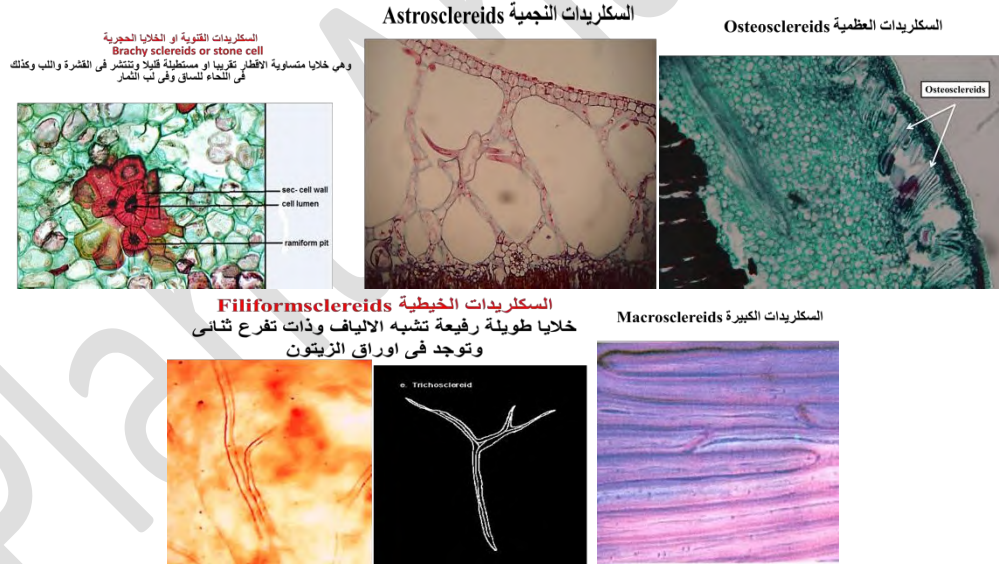 السكلريدات القنوية او الخلايا الحجرية
Brachy sclereids or stone cell
وهي خلايا متساوية الاقطار تقريبا او مستطيلة قليلا وتنتشر فى القشرة واللب وكذلك
فى اللحاء للساق وفى لب الثمار
sec- cell wall
cell lumen
ramiform pit
السكلريدات النجمية Astrosclereids
السكلريدات العظمية Osteosclereids
Osteosclereids
السكلريدات الخيطية Filiformsclereids
خلايا طويلة رفيعة تشبه الالياف وذات تفرع ثنائى
وتوجد فى اوراق الزيتون
e. Trichosclereid
السكلريدات الكبيرة Macrosclereids